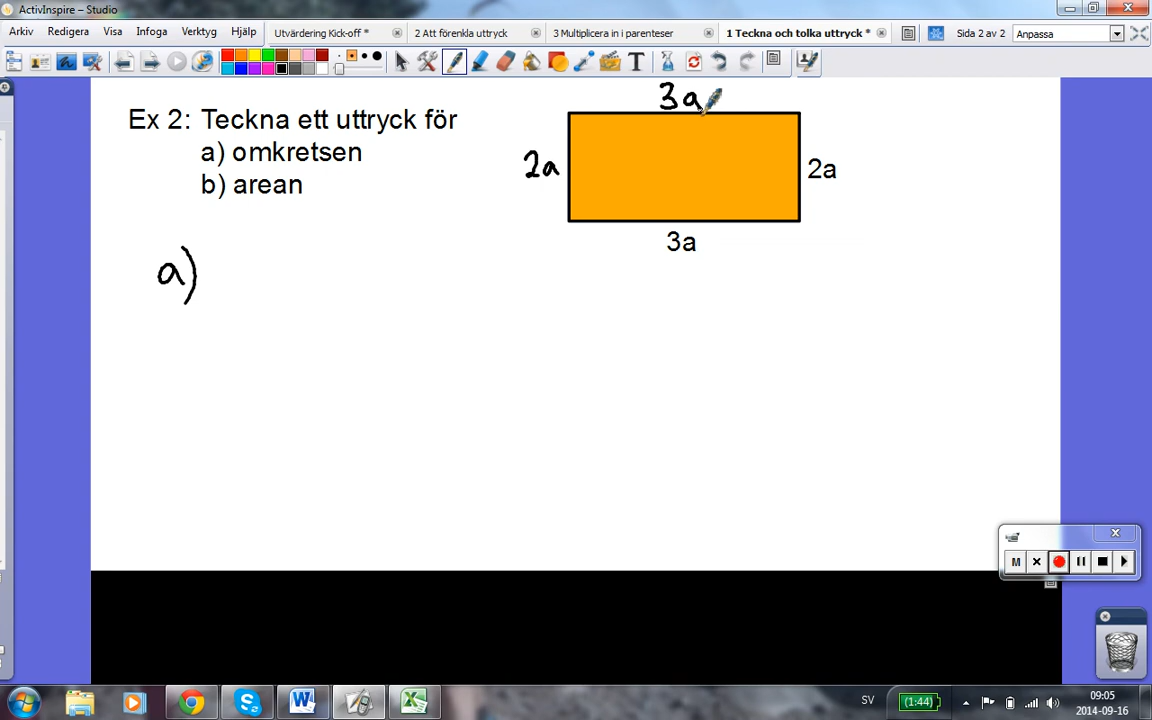 ActivInspire – Studio
Arkiv Redigera Visa Infoga Verktyg Hjälp
Utvärdering Kick-off * 2 Att förenkla uttryck 3 Multiplicera in i parenteser 1 Teckna och tolka uttryck * Sida 2 av 2 Anpassa
3a
Ex 2: Teckna ett uttryck för
a) omkretsen
b) arean
2a 2a
3a
a)
M
SV (1:44) 09:05
2014-09-16